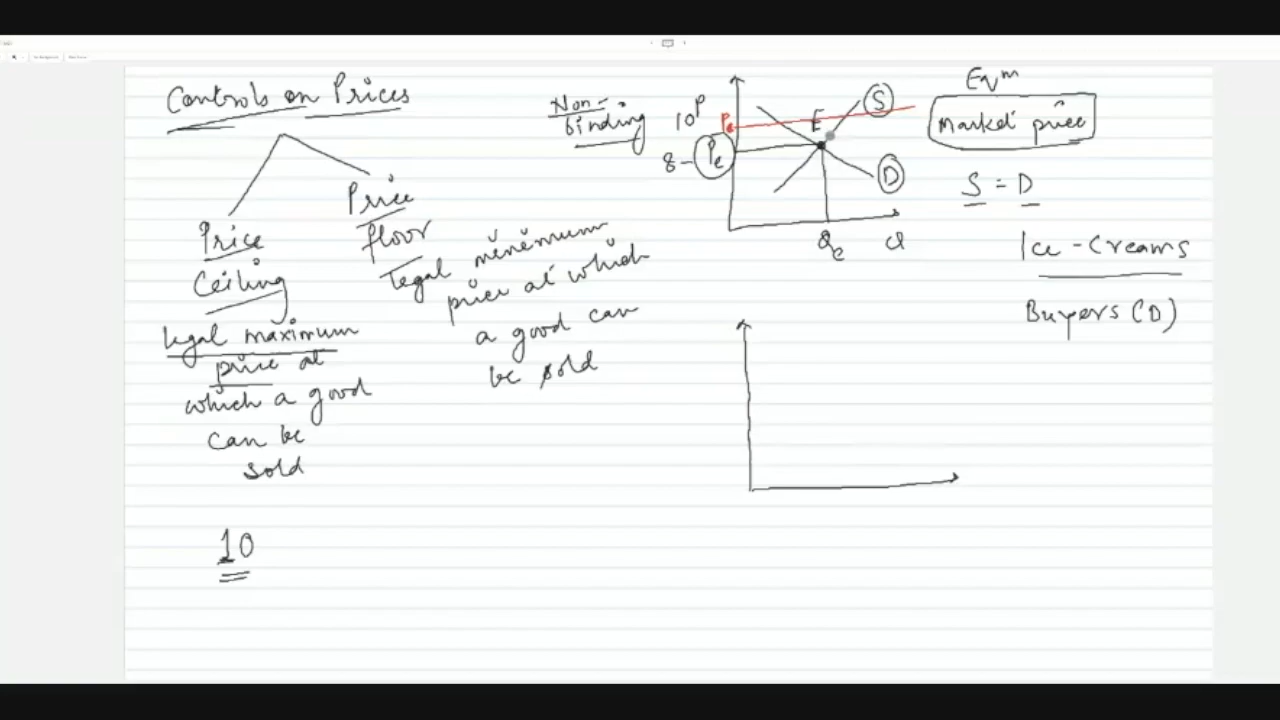 Controls on Prices
Price
Ceiling
legal maximum
price at
which a good
can be
sold
10
Price
floor
legal minimum
price at which
a good can
be sold
Non-
binding
P
10
8 - Pe
E
S
D
Qe
Q
Eqm
Market price
S = D
Ice-creams
Buyers (D)